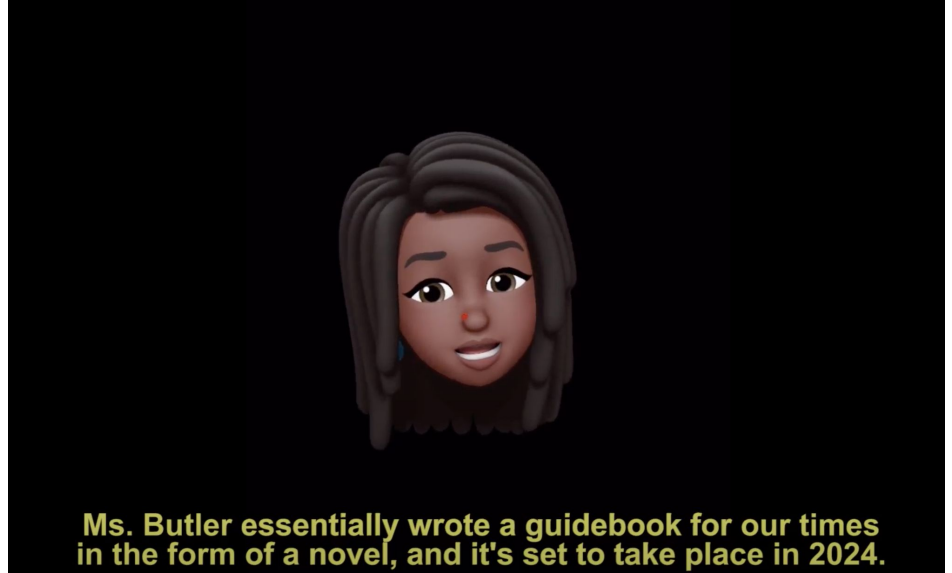 Ms. Butler essentially wrote a guidebook for our times
in the form of a novel, and it's set to take place in 2024.